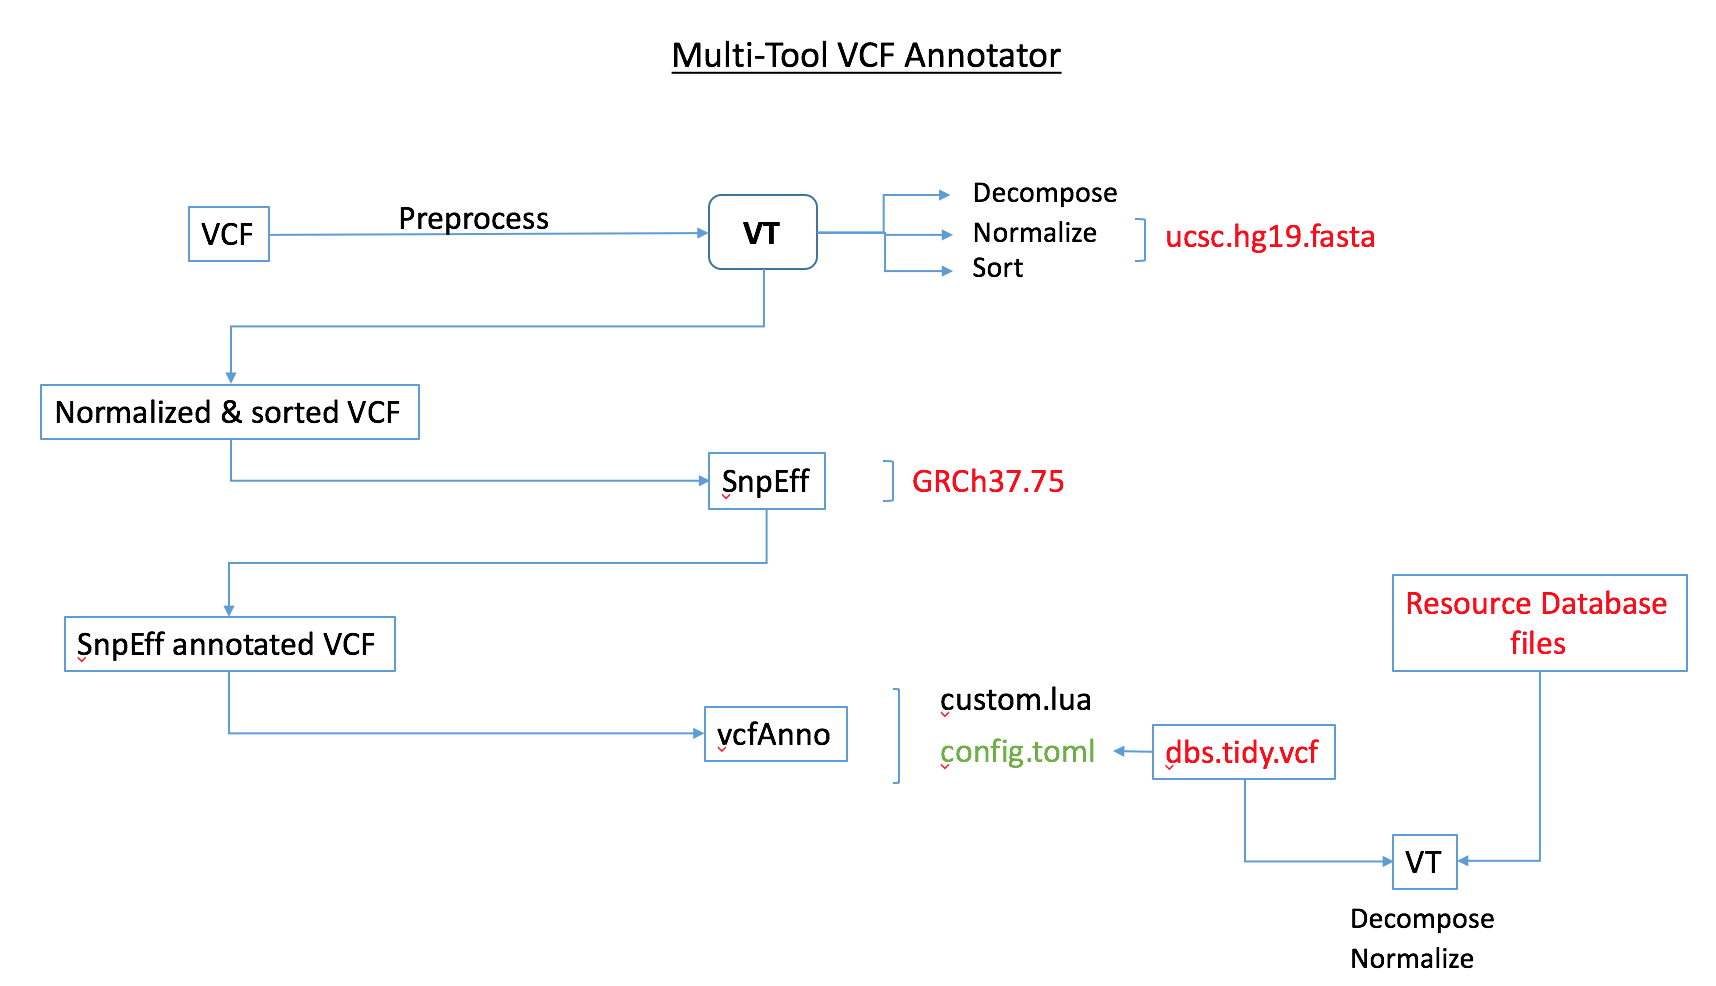 Multi-Tool VCF Annotator
VCF
Preprocess
VT
Decompose
Normalize
Sort
ucsc.hg19.fasta
Normalized & sorted VCF
SnpEff
GRCh37.75
SnpEff annotated VCF
Resource Database
files
vcfAnno
custom.lua
config.toml
dbs.tidy.vcf
VT
Decompose
Normalize